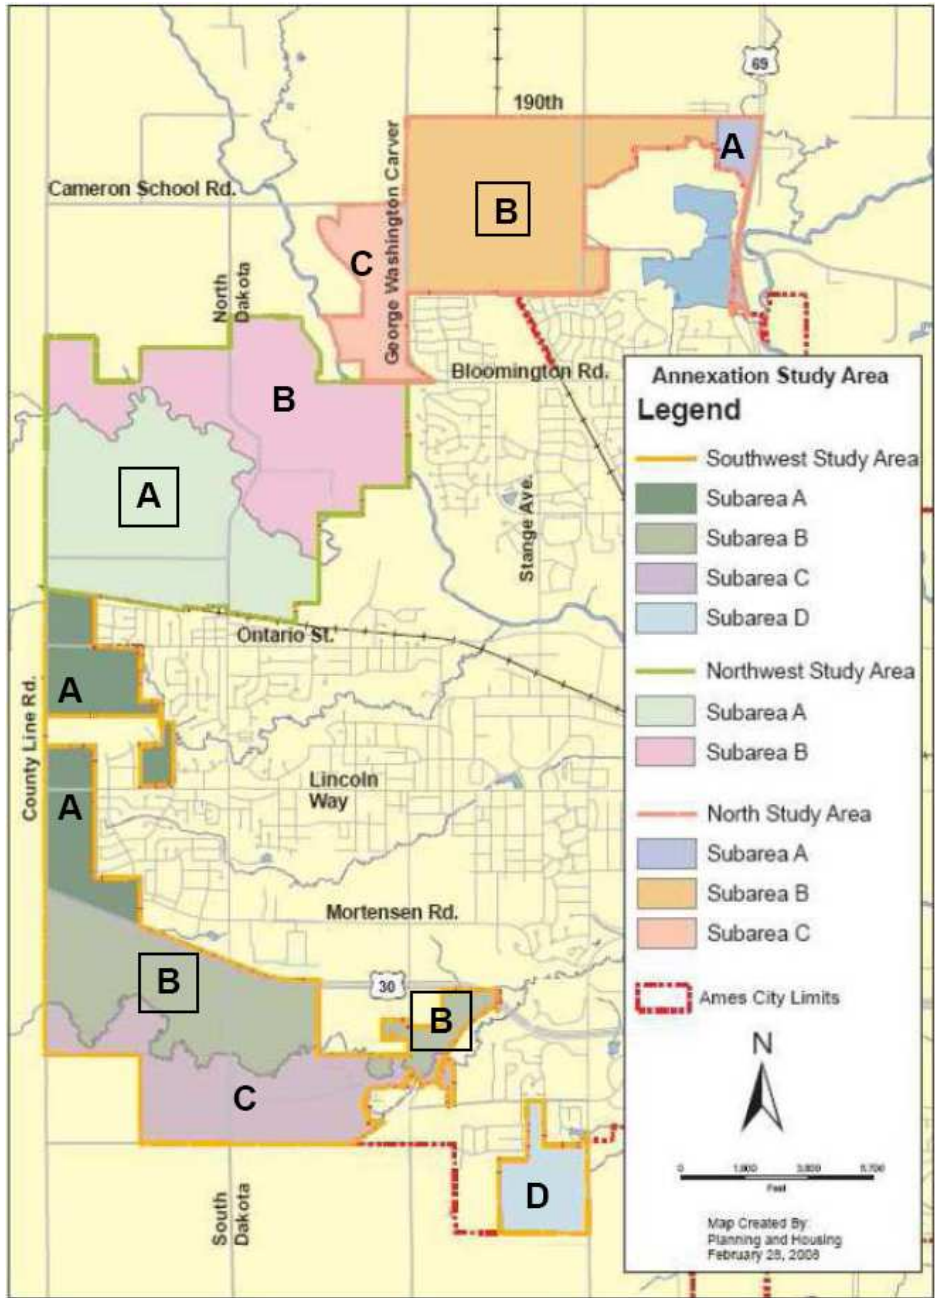 69
190th
A
Cameron School Rd.
B
George Washington Carver
C
North
Dakota
Bloomington Rd.
B
A
Stange Ave.
Ontario St.
A
County Line Rd.
Lincoln
Way
A
Mortensen Rd.
B
30
B
C
D
South
Dakota
Annexation Study Area
Legend
Southwest Study Area
Subarea A
Subarea B
Subarea C
Subarea D
Northwest Study Area
Subarea A
Subarea B
North Study Area
Subarea A
Subarea B
Subarea C
Ames City Limits
N
0
Feet
Map Created By:
Planning and Housing
February 28, 2008